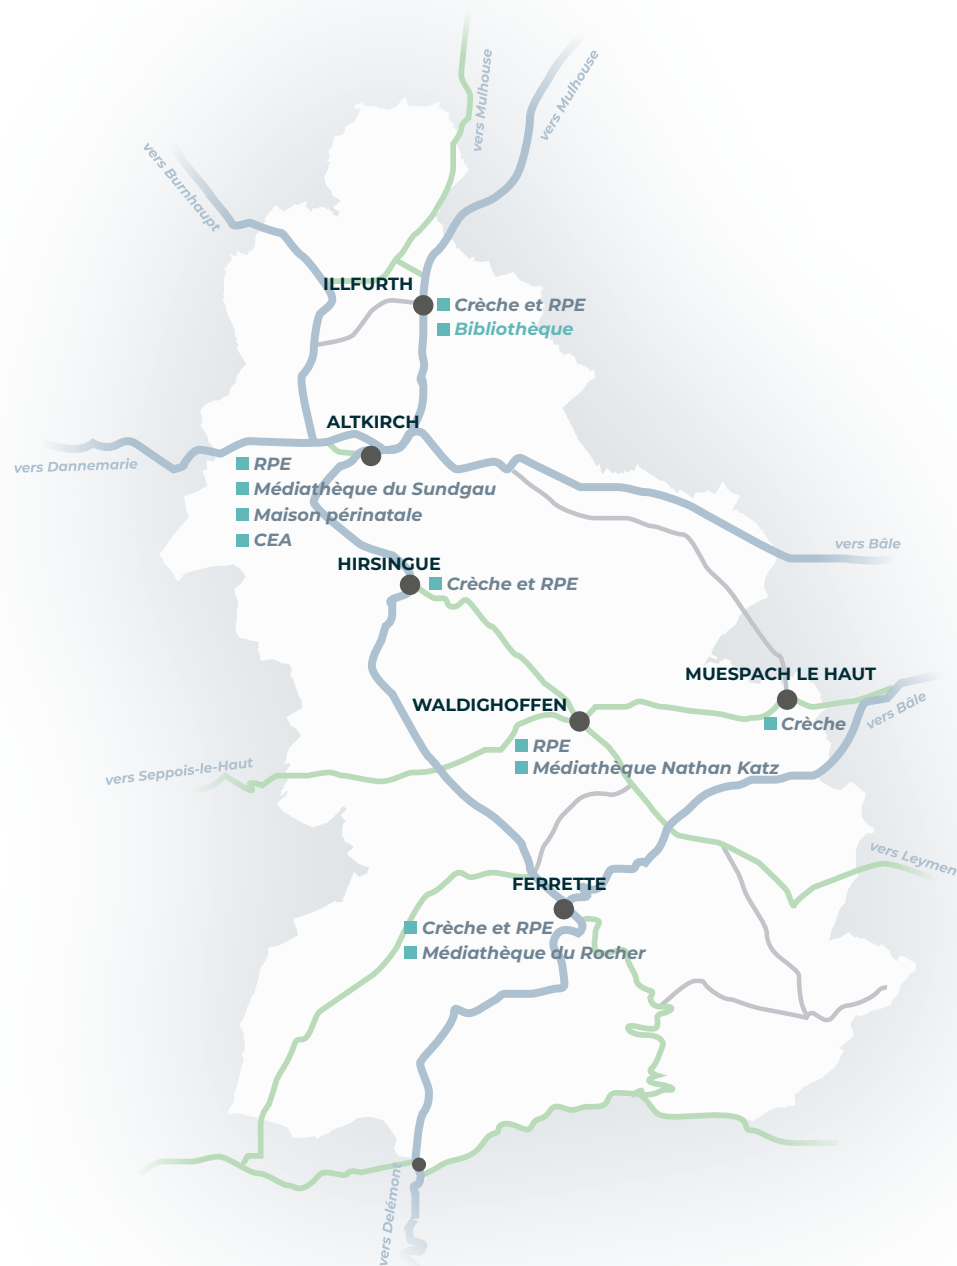 vers Mulhouse
vers Mulhouse
vers Burnhaupt
ILLFURTH
Crèche et RPE
Bibliothèque
ALTKIRCH
vers Dannemarie
RPE
Médiathèque du Sundgau
Maison périnatale
CEA
vers Bâle
HIRSINGUE
Crèche et RPE
MUESPACH LE HAUT
WALDIGHOFFEN
vers Bâle
Crèche
RPE
Médiathèque Nathan Katz
vers Seppois-le-Haut
vers Leymen
FERRETTE
Crèche et RPE
Médiathèque du Rocher
vers Delémont